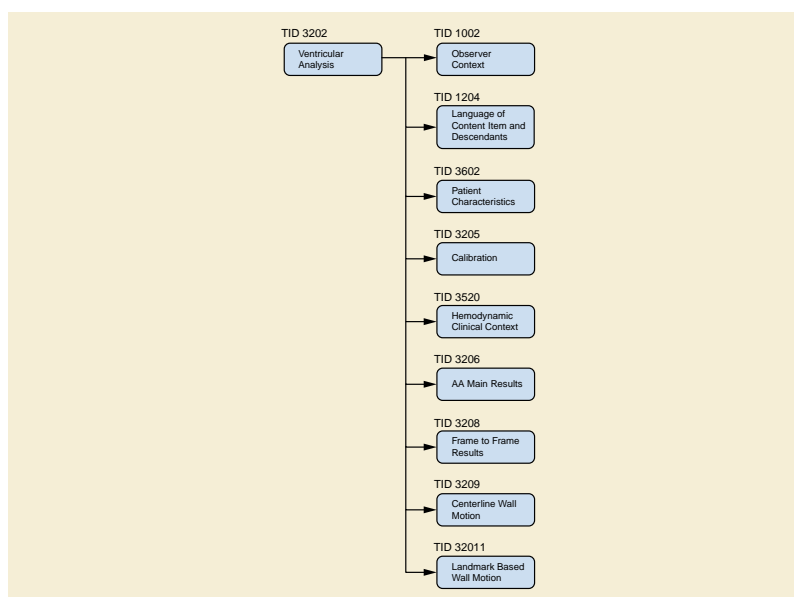 TID 3202
Ventricular
Analysis
TID 1002
Observer
Context
TID 1204
Language of
Content Item and
Descendants
TID 3602
Patient
Characteristics
TID 3205
Calibration
TID 3520
Hemodynamic
Clinical Context
TID 3206
AA Main Results
TID 3208
Frame to Frame
Results
TID 3209
Centerline Wall
Motion
TID 32011
Landmark Based
Wall Motion